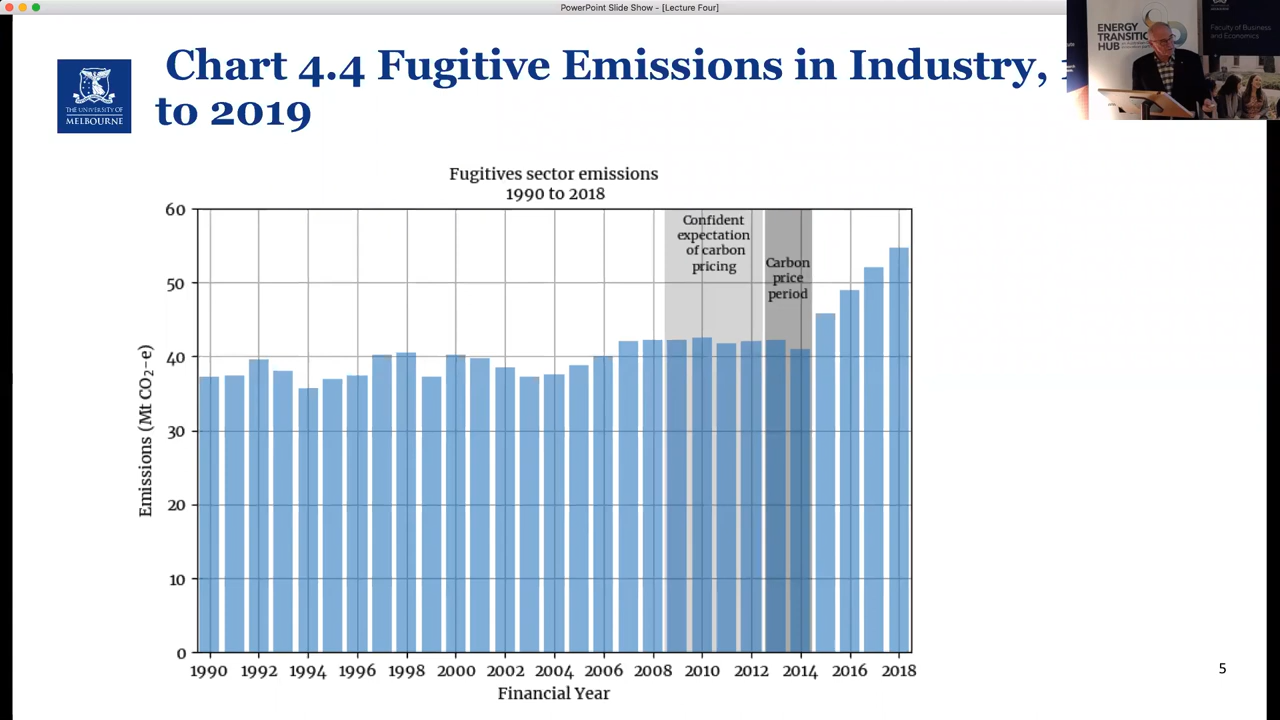 PowerPoint Slide Show - [Lecture Four]
ENERGY
TRANSITION
HUB
Faculty of Business
and Economics
THE UNIVERSITY OF
MELBOURNE
Chart 4.4 Fugitive Emissions in Industry,
to 2019
Fugitives sector emissions
1990 to 2018
Confident
expectation
of carbon
pricing
Carbon
price
period
60
50
40
30
20
10
0
Emissions (Mt CO₂-e)
1990 1992 1994 1996 1998 2000 2002 2004 2006 2008 2010 2012 2014 2016 2018
Financial Year
5